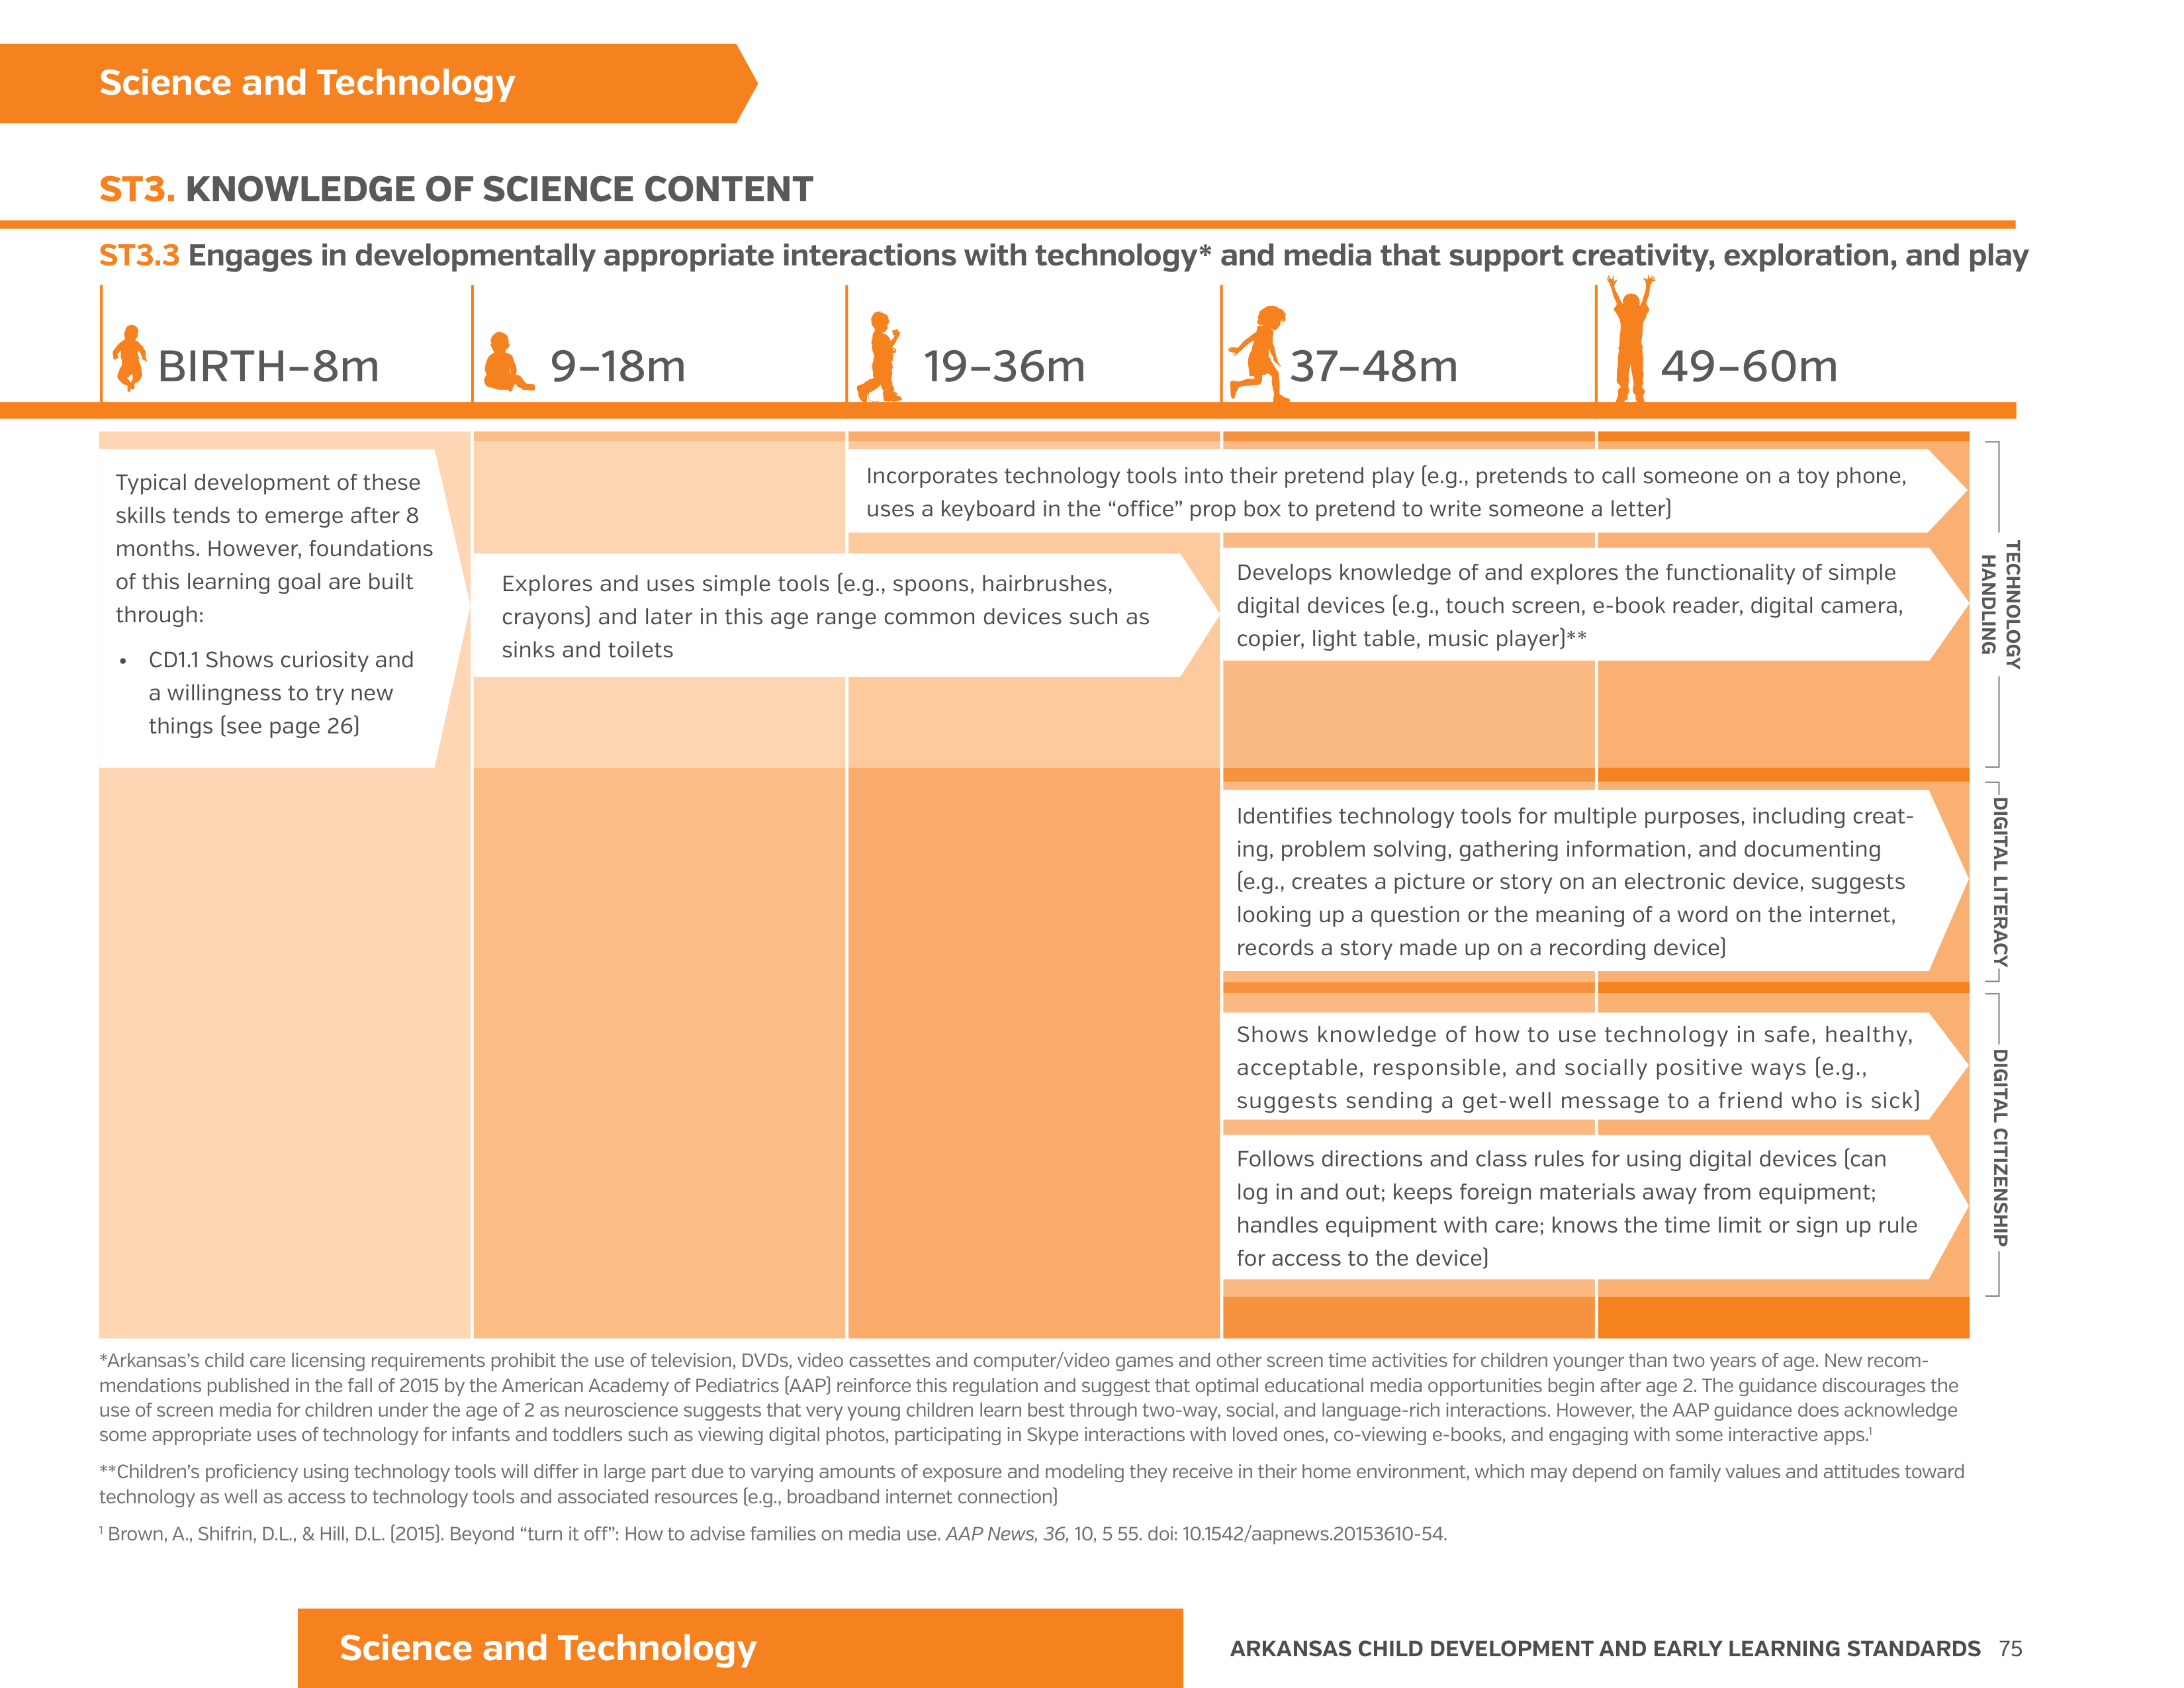 Science and Technology
ST3. KNOWLEDGE OF SCIENCE CONTENT
ST3.3 Engages in developmentally appropriate interactions with technology* and media that support creativity, exploration, and play
BIRTH–8m
9–18m
19–36m
37–48m
49–60m
Typical development of these
skills tends to emerge after 8
months. However, foundations
of this learning goal are built
through:
• CD1.1 Shows curiosity and
a willingness to try new
things (see page 26)
Incorporates technology tools into their pretend play (e.g., pretends to call someone on a toy phone,
uses a keyboard in the “office” prop box to pretend to write someone a letter)
Explores and uses simple tools (e.g., spoons, hairbrushes,
crayons) and later in this age range common devices such as
sinks and toilets
Develops knowledge of and explores the functionality of simple
digital devices (e.g., touch screen, e-book reader, digital camera,
copier, light table, music player)**
TECHNOLOGY
HANDLING
Identifies technology tools for multiple purposes, including creat-
ing, problem solving, gathering information, and documenting
(e.g., creates a picture or story on an electronic device, suggests
looking up a question or the meaning of a word on the internet,
records a story made up on a recording device)
DIGITAL LITERACY
Shows knowledge of how to use technology in safe, healthy,
acceptable, responsible, and socially positive ways (e.g.,
suggests sending a get-well message to a friend who is sick)
Follows directions and class rules for using digital devices (can
log in and out; keeps foreign materials away from equipment;
handles equipment with care; knows the time limit or sign up rule
for access to the device)
DIGITAL CITIZENSHIP
*Arkansas’s child care licensing requirements prohibit the use of television, DVDs, video cassettes and computer/video games and other screen time activities for children younger than two years of age. New recom-
mendations published in the fall of 2015 by the American Academy of Pediatrics (AAP) reinforce this regulation and suggest that optimal educational media opportunities begin after age 2. The guidance discourages the
use of screen media for children under the age of 2 as neuroscience suggests that very young children learn best through two-way, social, and language-rich interactions. However, the AAP guidance does acknowledge
some appropriate uses of technology for infants and toddlers such as viewing digital photos, participating in Skype interactions with loved ones, co-viewing e-books, and engaging with some interactive apps.¹
**Children’s proficiency using technology tools will differ in large part due to varying amounts of exposure and modeling they receive in their home environment, which may depend on family values and attitudes toward
technology as well as access to technology tools and associated resources (e.g., broadband internet connection)
¹ Brown, A., Shifrin, D.L., & Hill, D.L. (2015). Beyond “turn it off”: How to advise families on media use. AAP News, 36, 10, 5 55. doi: 10.1542/aapnews.20153610-54.
Science and Technology
ARKANSAS CHILD DEVELOPMENT AND EARLY LEARNING STANDARDS 75